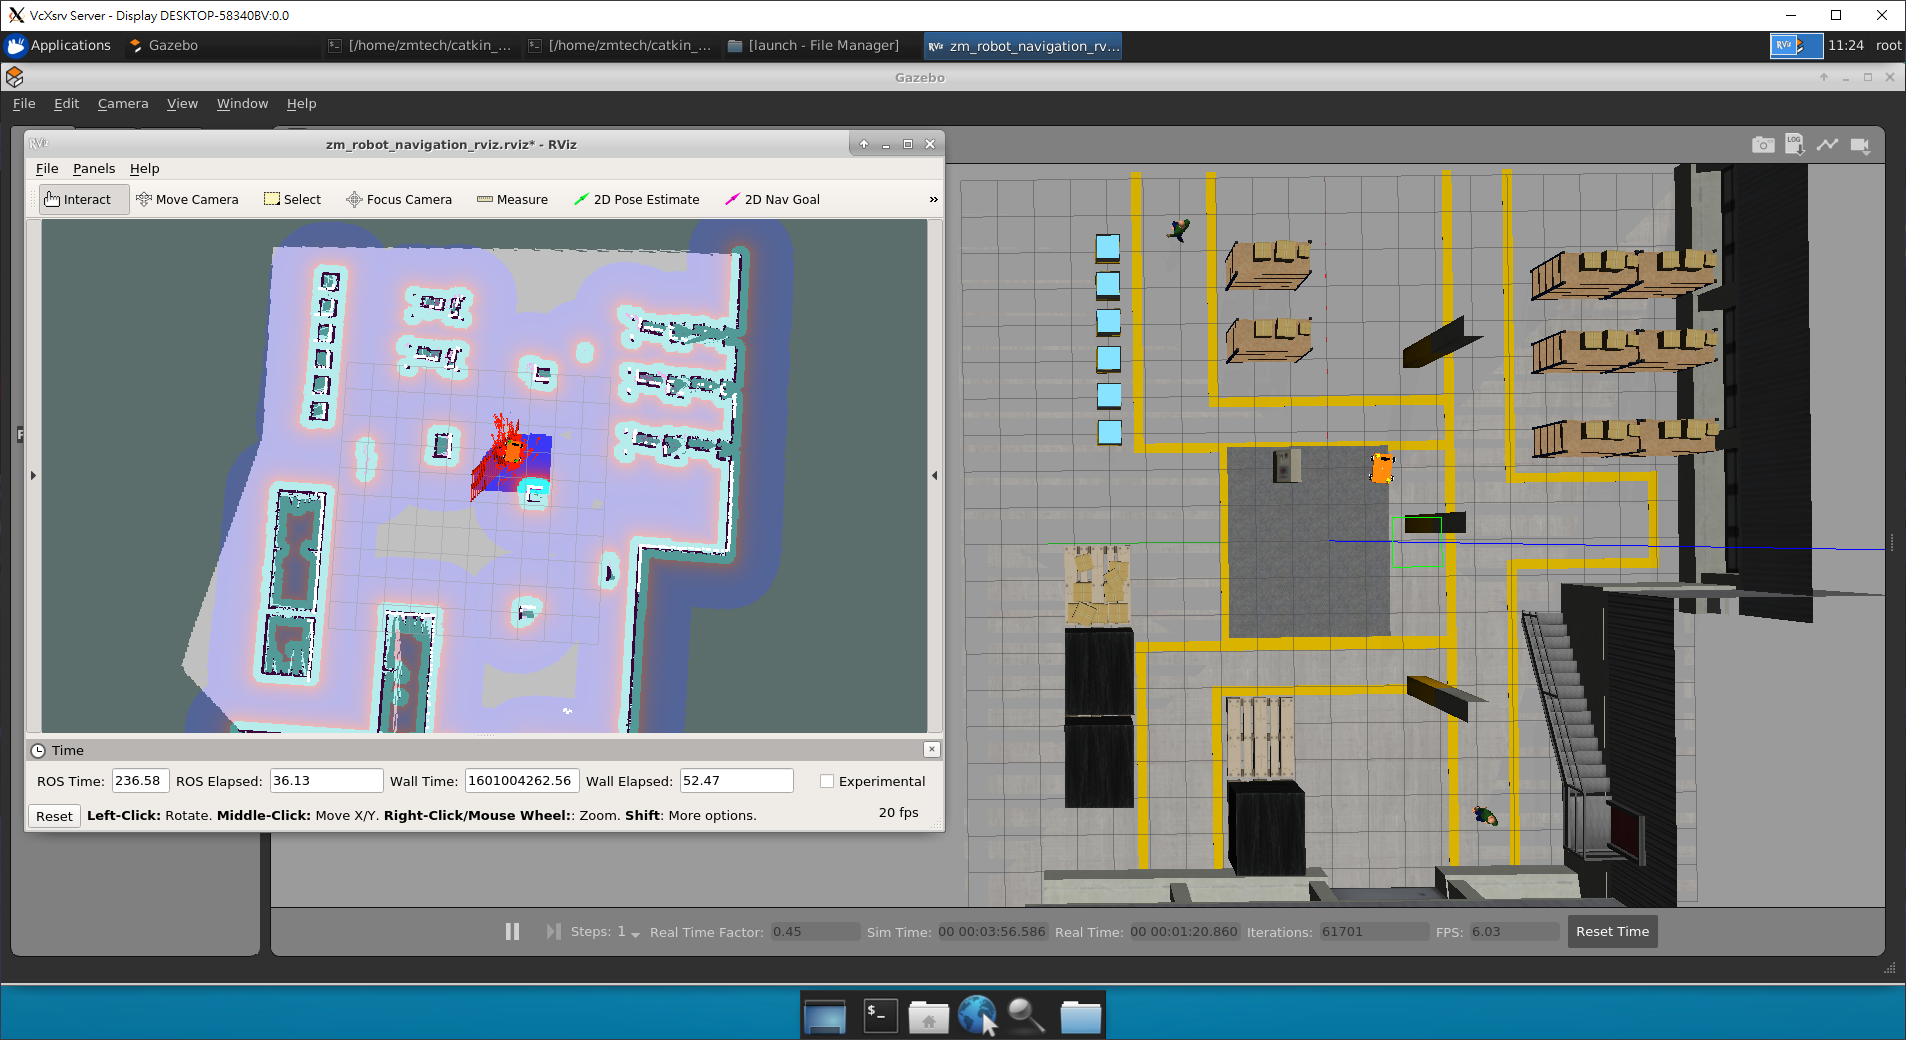 VcXsrv Server - Display DESKTOP-58340BV:0.0
Applications Gazebo [/home/zmtech/catkin_... [/home/zmtech/catkin_... [launch - File Manager] RViz zm_robot_navigation_rv... RViz 11:24 root
Gazebo
File Edit Camera View Window Help
RViz zm_robot_navigation_rviz.rviz* - RViz
LOG
File Panels Help
Interact Move Camera Select Focus Camera Measure 2D Pose Estimate 2D Nav Goal »
Time
ROS Time: 236.58 ROS Elapsed: 36.13 Wall Time: 1601004262.56 Wall Elapsed: 52.47 Experimental
Reset Left-Click: Rotate. Middle-Click: Move X/Y. Right-Click/Mouse Wheel:: Zoom. Shift: More options. 20 fps
Steps: 1 Real Time Factor: 0.45 Sim Time: 00 00:03:56.586 Real Time: 00 00:01:20.860 Iterations: 61701 FPS: 6.03 Reset Time
$_